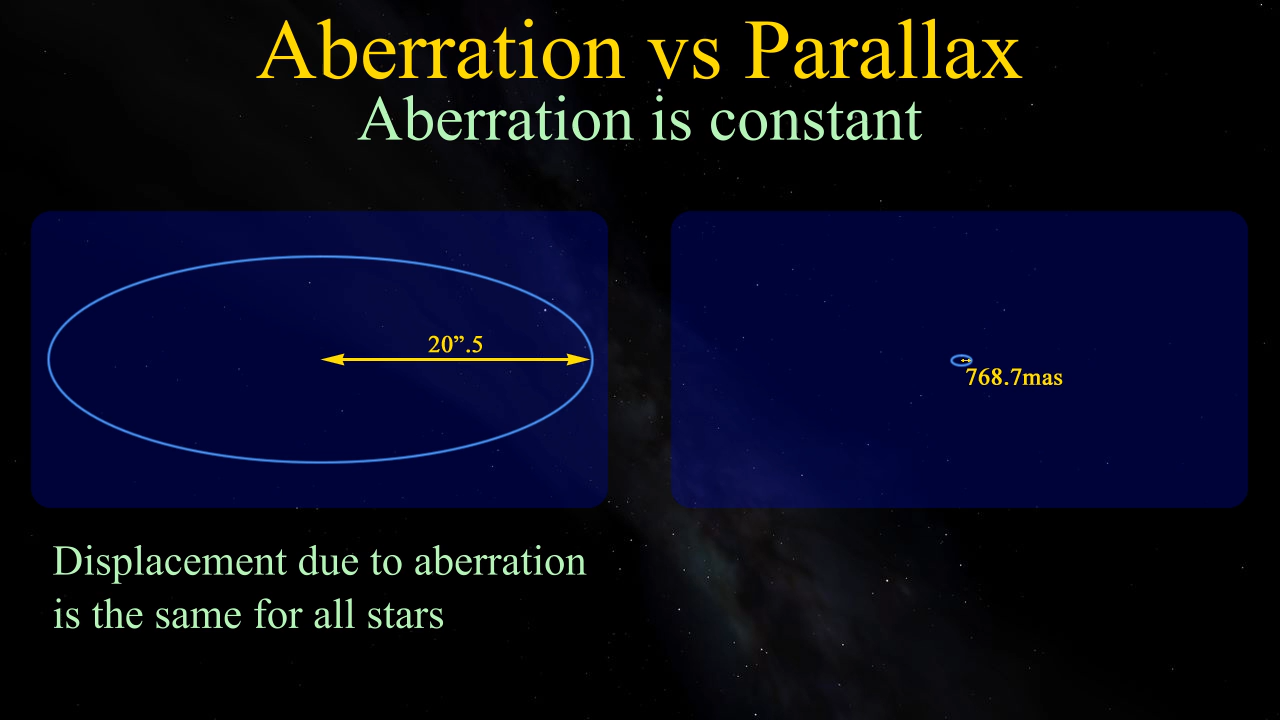 Aberration vs Parallax
Aberration is constant
20”.5
768.7mas
Displacement due to aberration
is the same for all stars